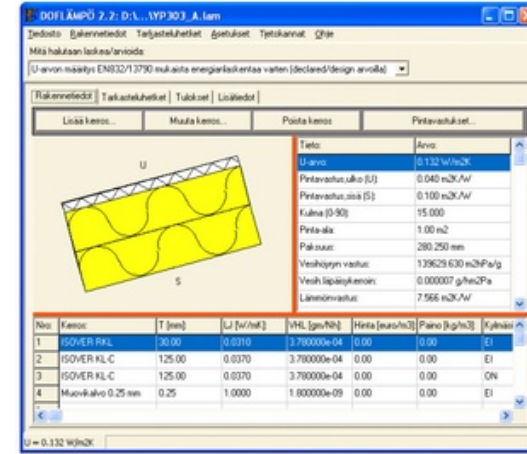 DOFLÄMPÖ 2.2: D:\...\YP303_A.lam
Tiedosto Rakennetiedot Tarkasteluhetket Asetukset Tietokannat Ohje
Mitä halutaan laskea/arvioida:
U-arvon määritys EN832/13790 mukaista energianlaskentaa varten (declared/design arvoilla)
Rakennetiedot Tarkasteluhetket Tulokset Lisätiedot
Lisää kerros... Muuta kerros... Poista kerros Pintavastukset...
Tieto: Arvo:
U-arvo: 0.132 W/m2K
Pintavastus,ulko (U): 0.040 m2K/W
Pintavastus,sisä (S): 0.100 m2K/W
Kulma (0-90): 15.000
Pinta-ala: 1.00 m2
Paksuus: 280.250 mm
Vesihöyryn vastus: 139629.630 m2hPa/g
Vesih.läpäisykerroin: 0.000007 g/hm2Pa
Lämmönvastus: 7.566 m2K/W
U
S
Nro: Kerros: T [mm]: LJ [W/mK]: VHL [gm/Nh]: Hinta [euro/m3]: Paino [kg/m3]:
1 ISOVER RKL 30.00 0.0310 3.780000e-04 0.00 0.00 EI
2 ISOVER KL-C 125.00 0.0370 3.780000e-04 0.00 0.00 EI
3 ISOVER KL-C 125.00 0.0370 3.780000e-04 0.00 0.00 ON
4 Muovikalvo 0.25 mm 0.25 1.0000 1.800000e-09 0.00 0.00 EI
U = 0.132 W/m2K